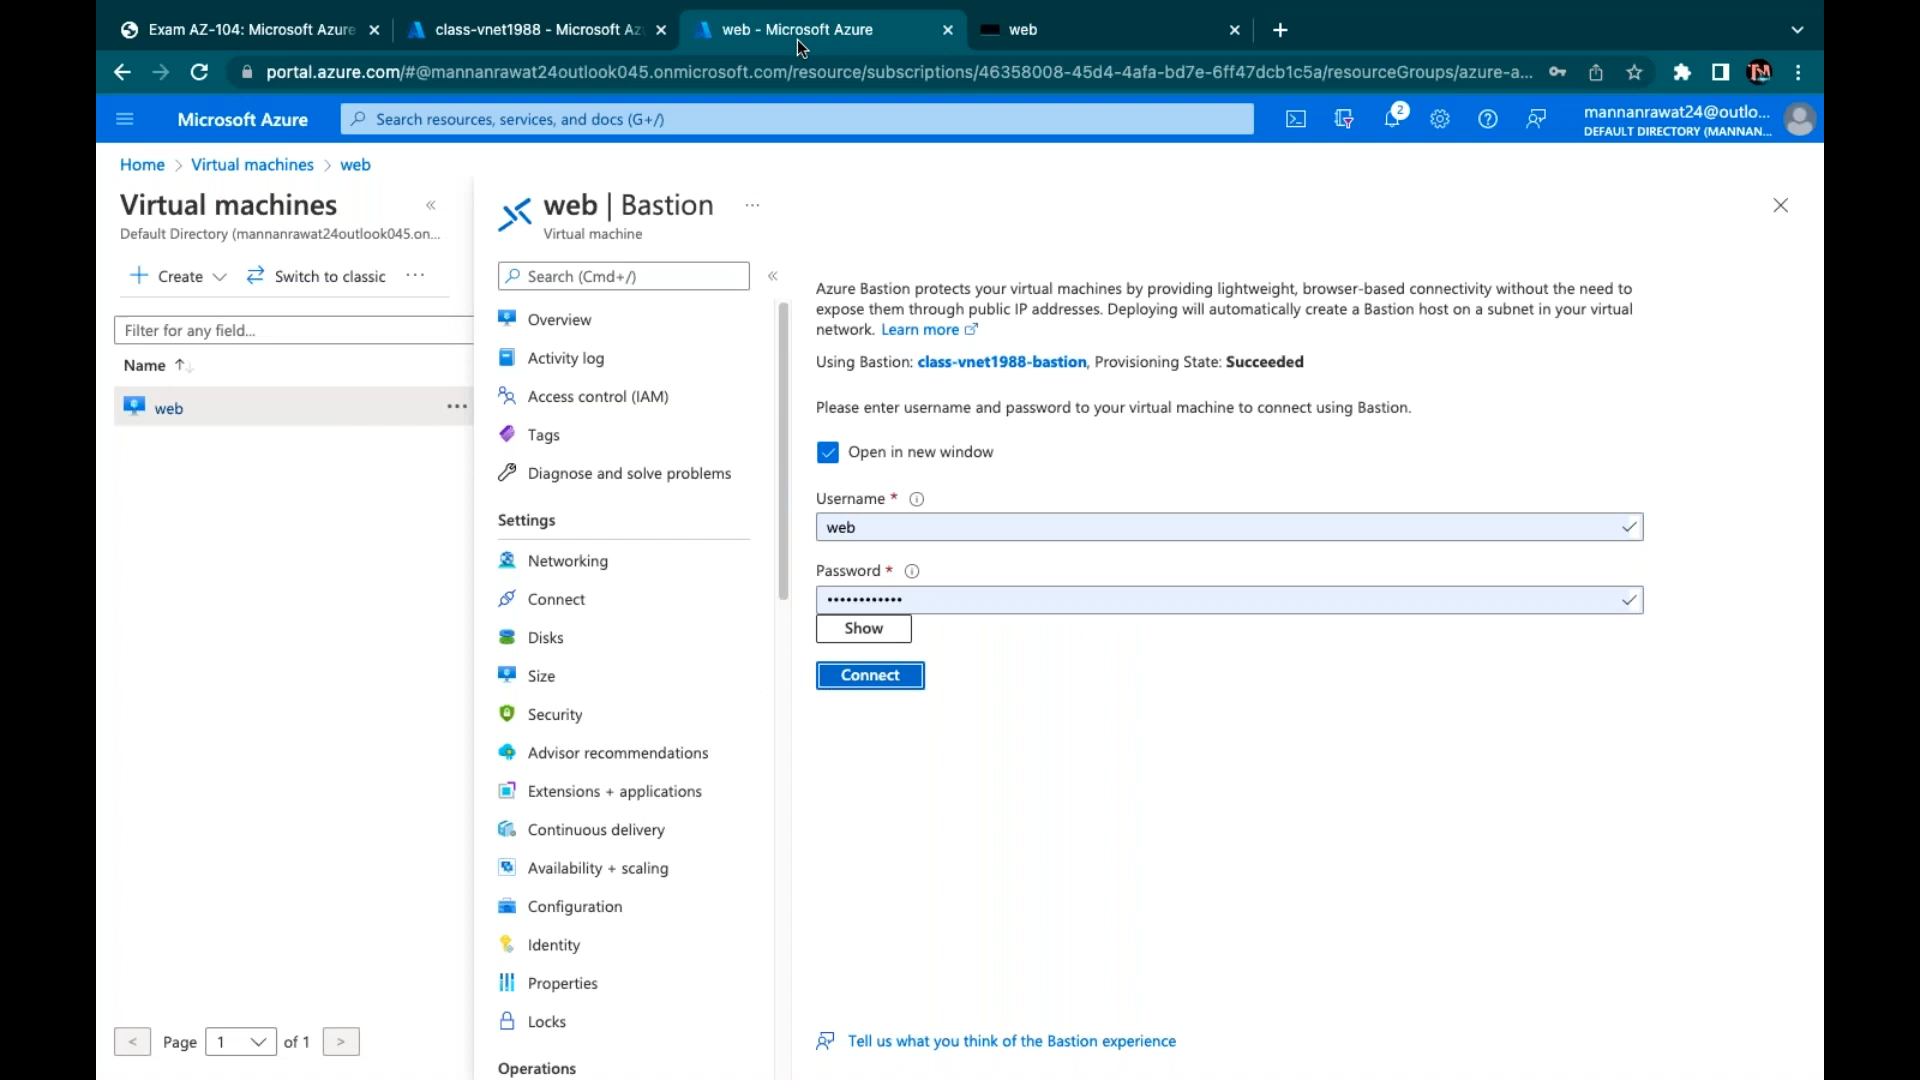 Exam AZ-104: Microsoft Azure
class-vnet1988 - Microsoft Az
web - Microsoft Azure
web
portal.azure.com/#@mannanrawat24outlook045.onmicrosoft.com/resource/subscriptions/46358008-45d4-4afa-bd7e-6ff47dcb1c5a/resourceGroups/azure-a...
Microsoft Azure
Search resources, services, and docs (G+/)
2
mannanrawat24@outlo...
DEFAULT DIRECTORY (MANNAN...
Home > Virtual machines > web
Virtual machines
Default Directory (mannanrawat24outlook045.on...
Create
Switch to classic
Filter for any field...
Name
web
Page 1 of 1
web | Bastion
Virtual machine
Search (Cmd+/)
Overview
Activity log
Access control (IAM)
Tags
Diagnose and solve problems
Settings
Networking
Connect
Disks
Size
Security
Advisor recommendations
Extensions + applications
Continuous delivery
Availability + scaling
Configuration
Identity
Properties
Locks
Operations
Azure Bastion protects your virtual machines by providing lightweight, browser-based connectivity without the need to
expose them through public IP addresses. Deploying will automatically create a Bastion host on a subnet in your virtual
network. Learn more
Using Bastion: class-vnet1988-bastion, Provisioning State: Succeeded
Please enter username and password to your virtual machine to connect using Bastion.
Open in new window
Username *
web
Password *
••••••••••••
Show
Connect
Tell us what you think of the Bastion experience